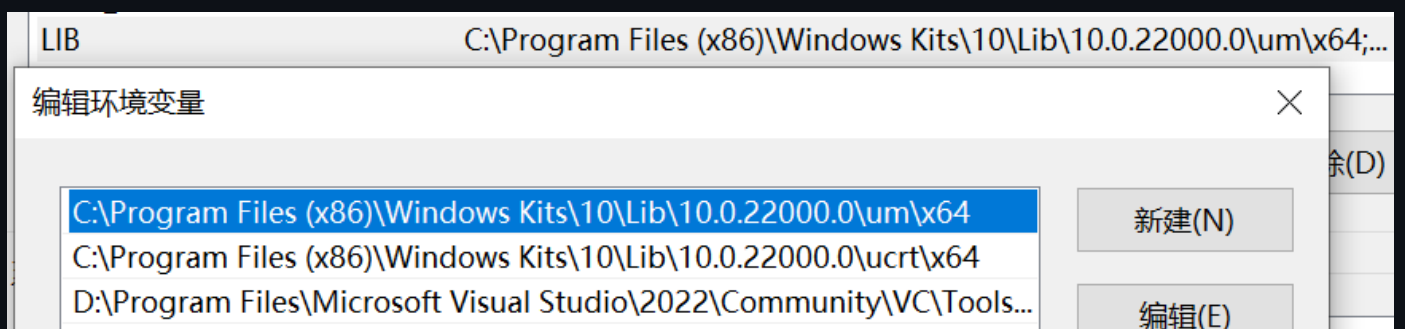 LIB C:\Program Files (x86)\Windows Kits\10\Lib\10.0.22000.0\um\x64;...
编辑环境变量
除(D)
C:\Program Files (x86)\Windows Kits\10\Lib\10.0.22000.0\um\x64
新建(N)
C:\Program Files (x86)\Windows Kits\10\Lib\10.0.22000.0\ucrt\x64
D:\Program Files\Microsoft Visual Studio\2022\Community\VC\Tools...
编辑(E)